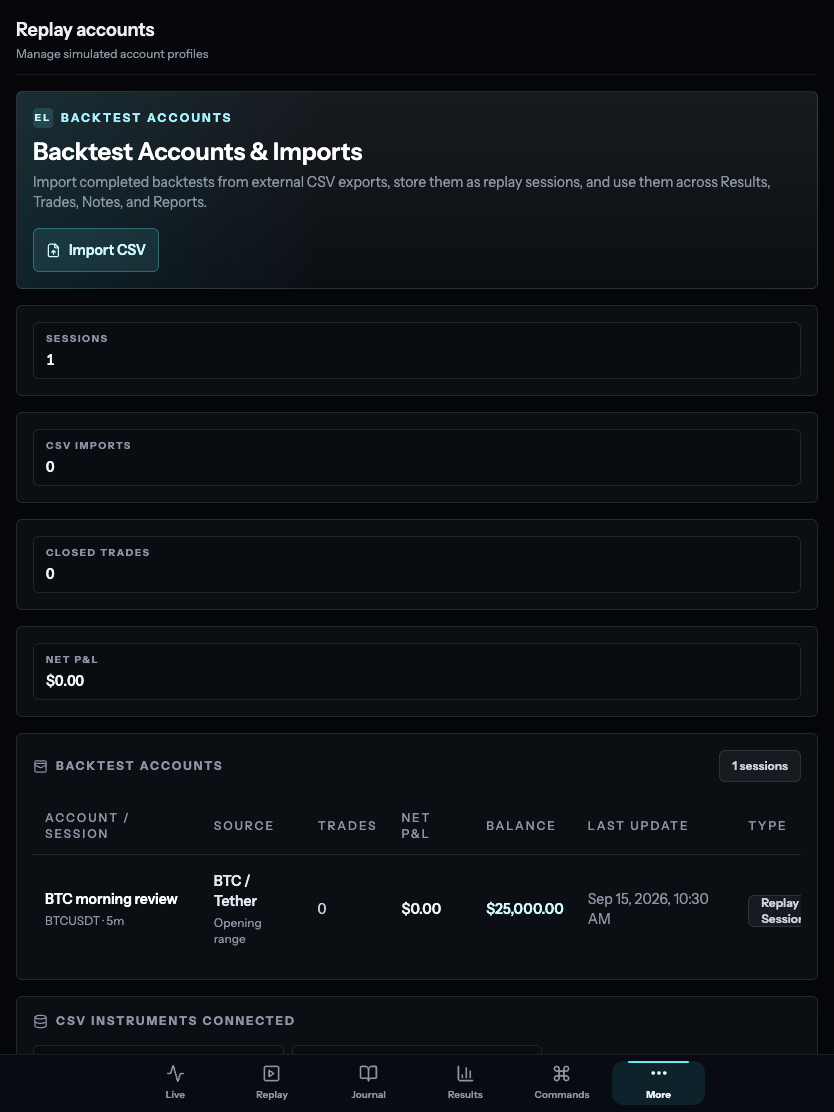 Replay accounts
Manage simulated account profiles
EL BACKTEST ACCOUNTS
Backtest Accounts & Imports
Import completed backtests from external CSV exports, store them as replay sessions, and use them across Results,
Trades, Notes, and Reports.
Import CSV
SESSIONS
1
CSV IMPORTS
0
CLOSED TRADES
0
NET P&L
$0.00
BACKTEST ACCOUNTS
1 sessions
ACCOUNT /
SESSION
SOURCE
TRADES
NET
P&L
BALANCE
LAST UPDATE
TYPE
BTC morning review
BTCUSDT · 5m
BTC /
Tether
Opening
range
0
$0.00
$25,000.00
Sep 15, 2026, 10:30
AM
Replay
Session
CSV INSTRUMENTS CONNECTED
Live
Replay
Journal
Results
Commands
More